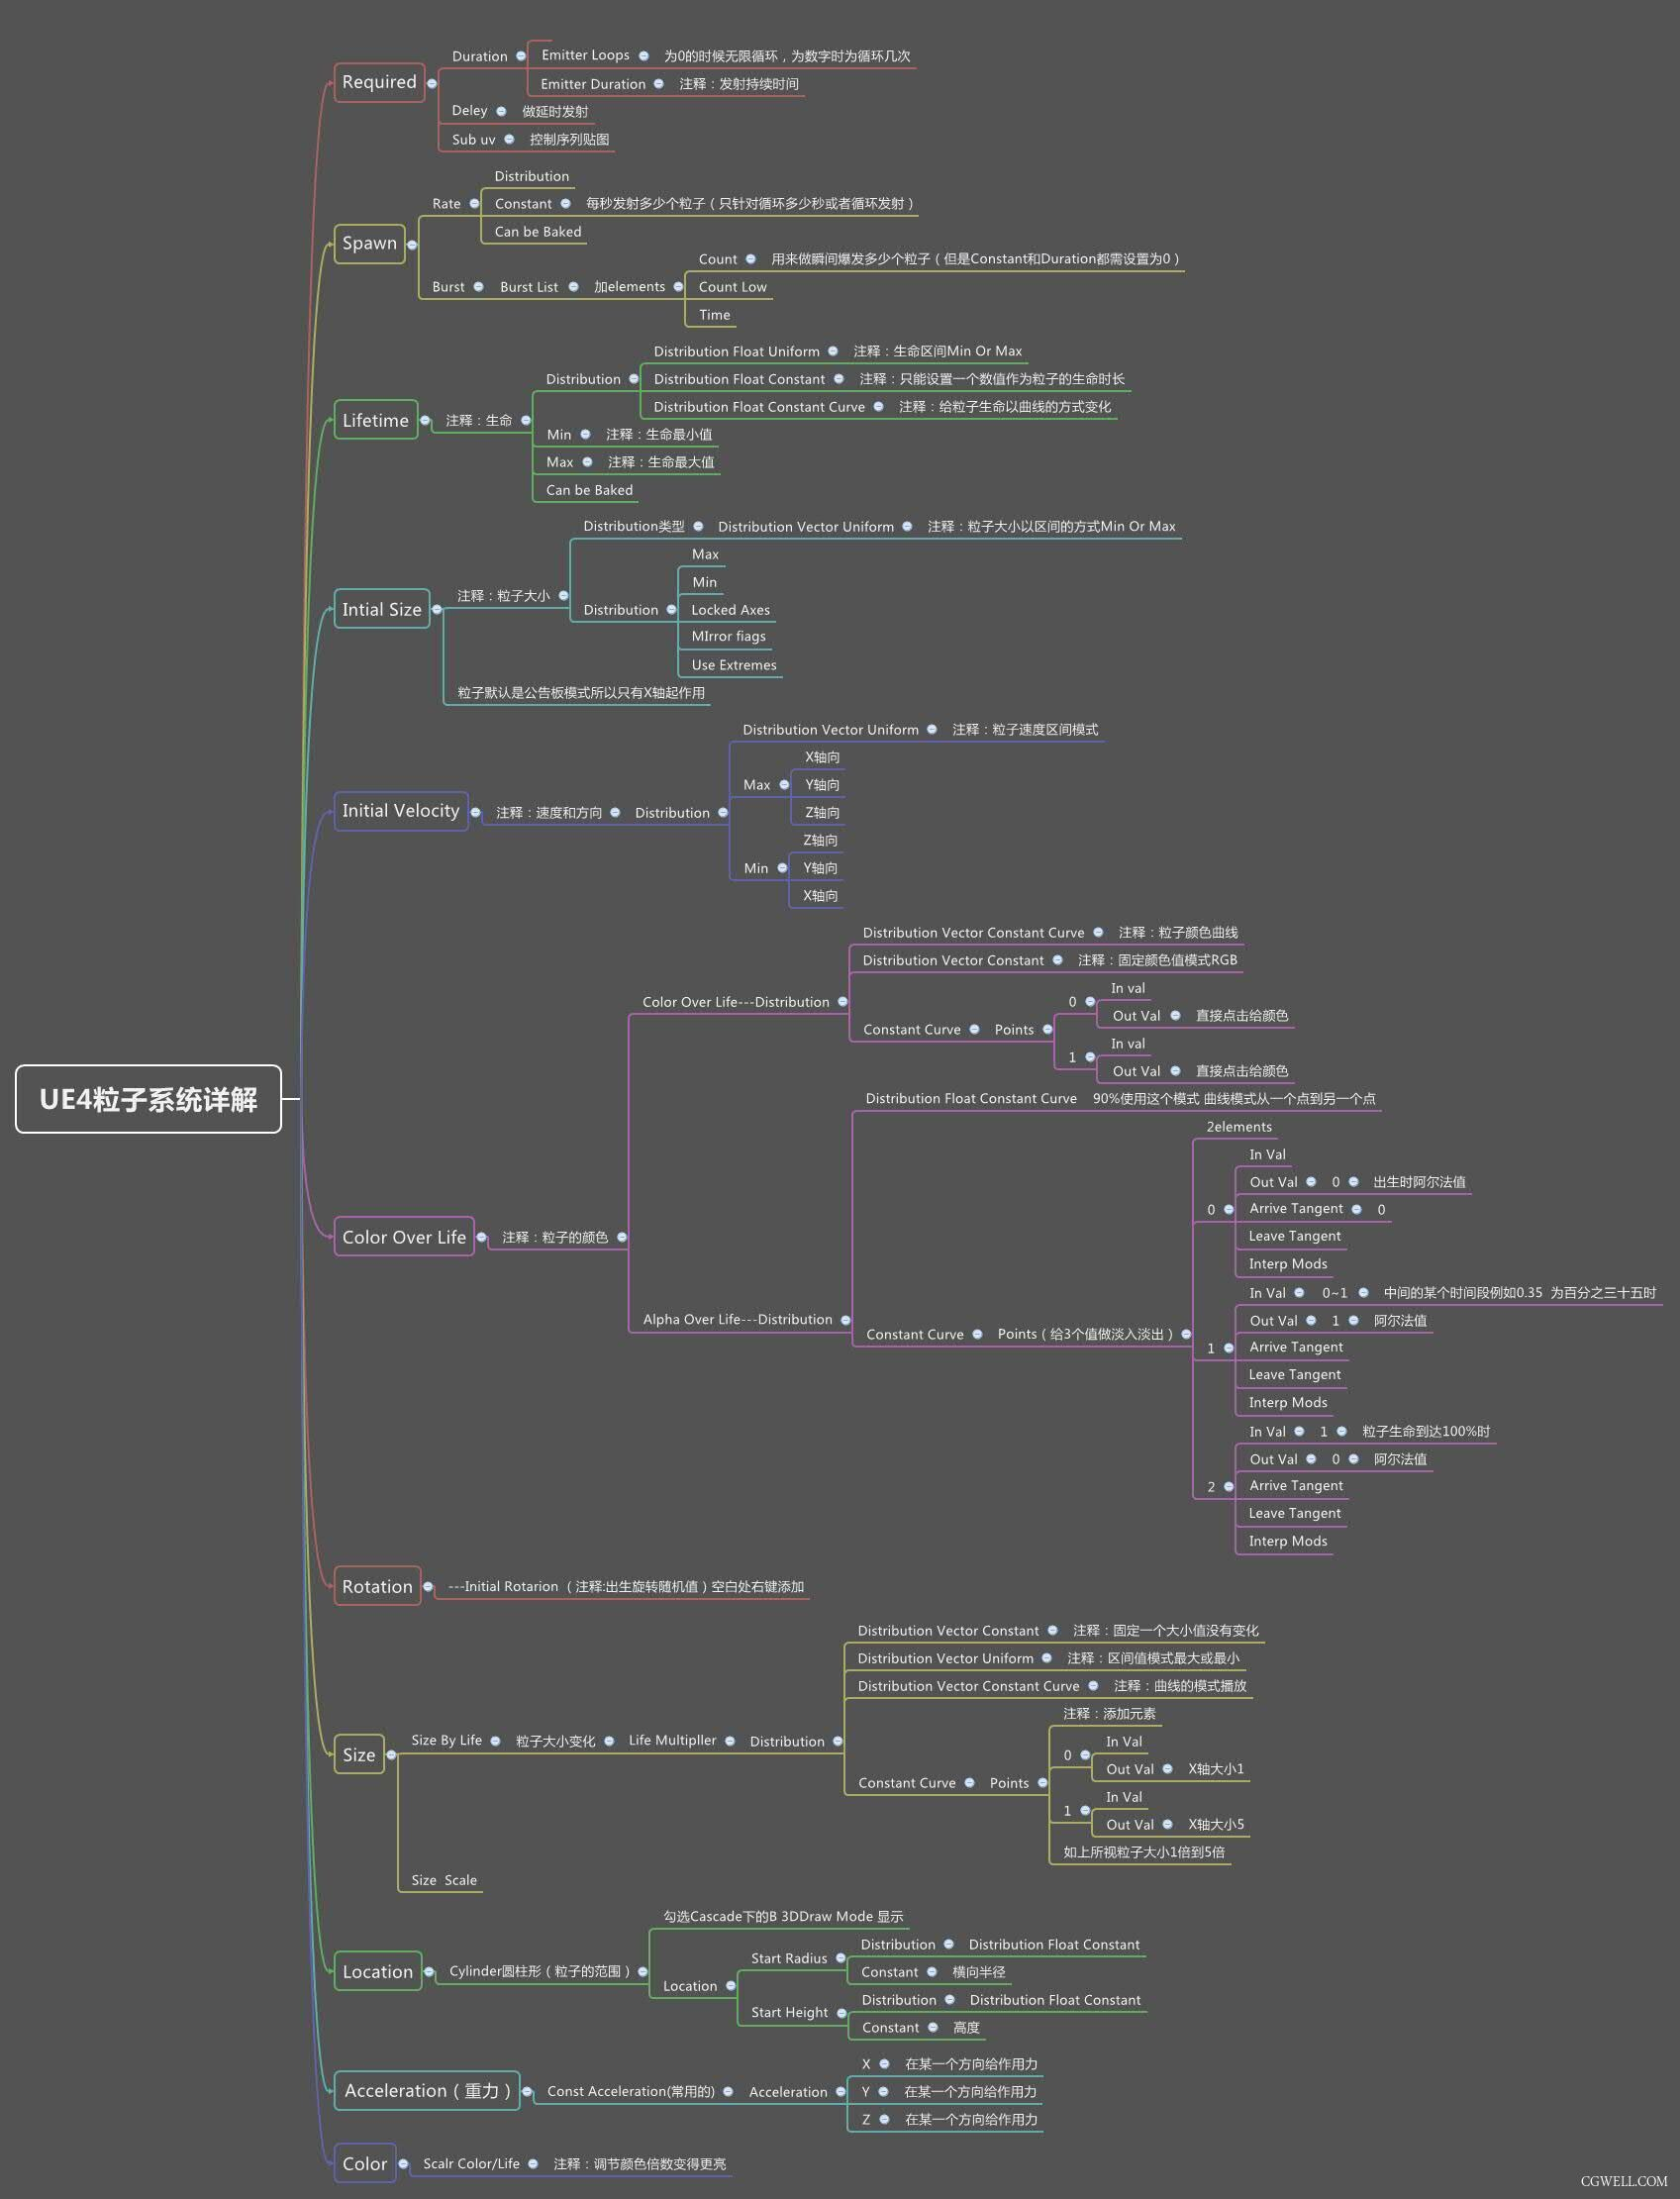 UE4粒子系统详解
Required
Duration
Emitter Loops 为0的时候无限循环，为数字时为循环几次
Emitter Duration 注释：发射持续时间
Deley 做延时发射
Sub uv 控制序列贴图
Spawn
Rate
Distribution
Constant 每秒发射多少个粒子（只针对循环多少秒或者循环发射）
Can be Baked
Burst Burst List 加elements
Count 用来做瞬间爆发多少个粒子（但是Constant和Duration都需设置为0）
Count Low
Time
Lifetime 注释：生命
Distribution
Distribution Float Uniform 注释：生命区间Min Or Max
Distribution Float Constant 注释：只能设置一个数值作为粒子的生命时长
Distribution Float Constant Curve 注释：给粒子生命以曲线的方式变化
Min 注释：生命最小值
Max 注释：生命最大值
Can be Baked
Intial Size
注释：粒子大小
Distribution类型 Distribution Vector Uniform 注释：粒子大小以区间的方式Min Or Max
Distribution
Max
Min
Locked Axes
MIrror fiags
Use Extremes
粒子默认是公告板模式所以只有X轴起作用
Initial Velocity 注释：速度和方向 Distribution
Distribution Vector Uniform 注释：粒子速度区间模式
Max
X轴向
Y轴向
Z轴向
Min
Z轴向
Y轴向
X轴向
Color Over Life 注释：粒子的颜色
Color Over Life---Distribution
Distribution Vector Constant Curve 注释：粒子颜色曲线
Distribution Vector Constant 注释：固定颜色值模式RGB
Constant Curve Points
0
In val
Out Val 直接点击给颜色
1
In val
Out Val 直接点击给颜色
Alpha Over Life---Distribution
Distribution Float Constant Curve 90%使用这个模式 曲线模式从一个点到另一个点
Constant Curve Points（给3个值做淡入淡出）
2elements
0
In Val
Out Val 0 出生时阿尔法值
Arrive Tangent 0
Leave Tangent
Interp Mods
1
In Val 0~1 中间的某个时间段例如0.35 为百分之三十五时
Out Val 1 阿尔法值
Arrive Tangent
Leave Tangent
Interp Mods
2
In Val 1 粒子生命到达100%时
Out Val 0 阿尔法值
Arrive Tangent
Leave Tangent
Interp Mods
Rotation ---Initial Rotarion （注释:出生旋转随机值）空白处右键添加
Size
Size By Life 粒子大小变化 Life Multipller Distribution
Distribution Vector Constant 注释：固定一个大小值没有变化
Distribution Vector Uniform 注释：区间值模式最大或最小
Distribution Vector Constant Curve 注释：曲线的模式播放
Constant Curve Points
注释：添加元素
0
In Val
Out Val X轴大小1
1
In Val
Out Val X轴大小5
如上所视粒子大小1倍到5倍
Size Scale
Location Cylinder圆柱形（粒子的范围）
勾选Cascade下的B 3DDraw Mode 显示
Location
Start Radius
Distribution Distribution Float Constant
Constant 横向半径
Start Height
Distribution Distribution Float Constant
Constant 高度
Acceleration（重力） Const Acceleration(常用的) Acceleration
X 在某一个方向给作用力
Y 在某一个方向给作用力
Z 在某一个方向给作用力
Color Scalr Color/Life 注释：调节颜色倍数变得更亮
CGWELL.COM